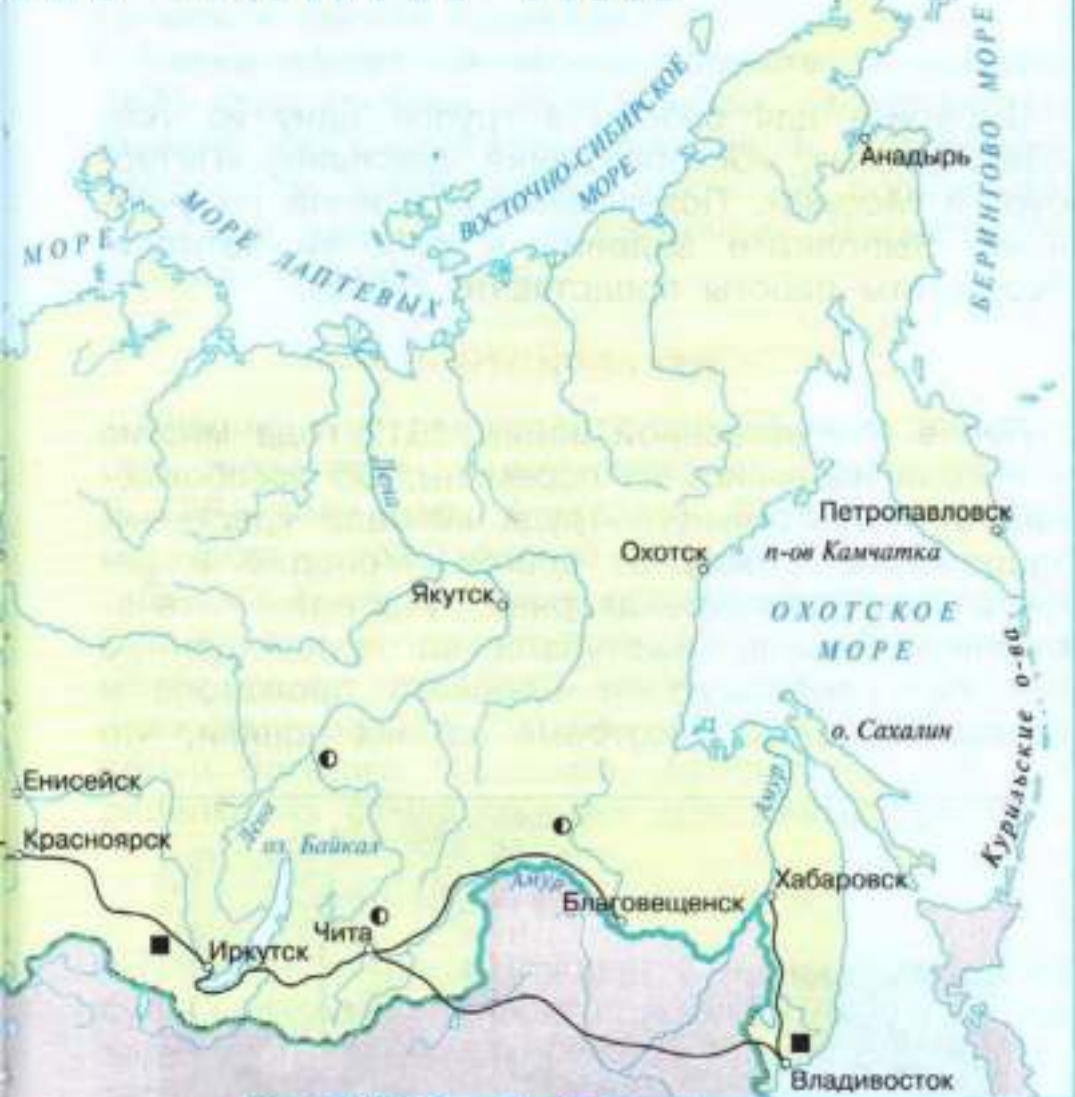 БЕРИНГОВО МОРЕ
ВОСТОЧНО-СИБИРСКОЕ
МОРЕ
Анадырь
МОРЕ
МОРЕ
ЛАПТЕВЫХ
Лена
Петропавловск
Охотск
п-ов Камчатка
Якутск
ОХОТСКОЕ
МОРЕ
Курильские о-ва
о. Сахалин
Енисейск
Амур
Лена
Красноярск
оз. Байкал
Амур
Хабаровск
Благовещенск
Чита
Иркутск
Владивосток